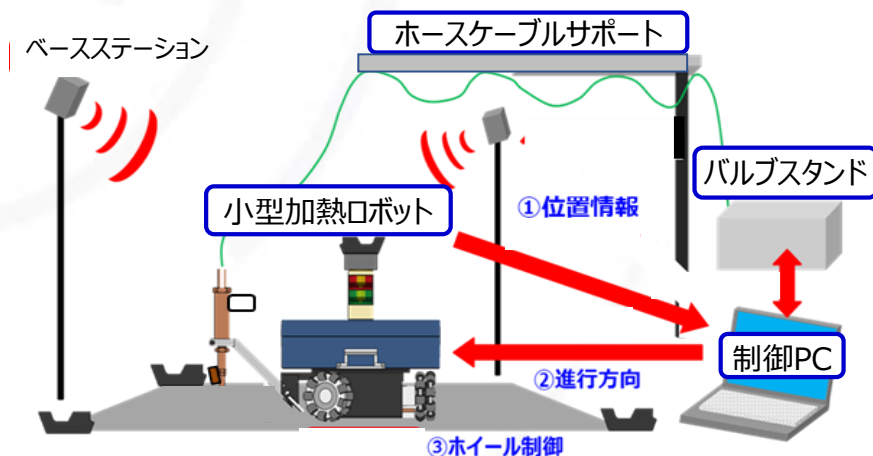 ホースケーブルサポート
ベースステーション
バルブスタンド
小型加熱ロボット
①位置情報
制御PC
②進行方向
③ホイール制御